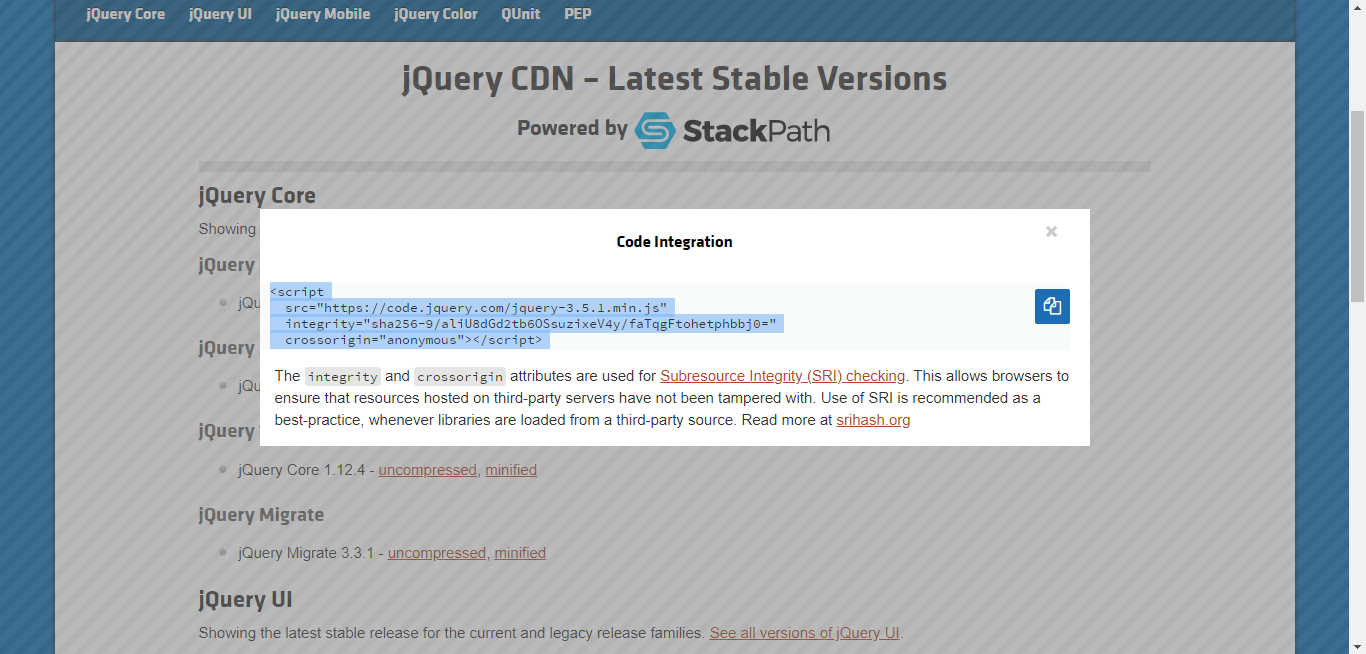 jQuery Core jQuery UI jQuery Mobile jQuery Color QUnit PEP
jQuery CDN – Latest Stable Versions
Powered by StackPath
jQuery Core
Showing
jQuery
jQu
jQuery
jQu
jQuery
Code Integration
×
<script
src="https://code.jquery.com/jquery-3.5.1.min.js"
integrity="sha256-9/aliU8dGd2tb6OSsuzixeV4y/faTqgFtohetphbbj0="
crossorigin="anonymous"></script>
The integrity and crossorigin attributes are used for Subresource Integrity (SRI) checking. This allows browsers to
ensure that resources hosted on third-party servers have not been tampered with. Use of SRI is recommended as a
best-practice, whenever libraries are loaded from a third-party source. Read more at srihash.org
jQuery Core 1.12.4 - uncompressed, minified
jQuery Migrate
jQuery Migrate 3.3.1 - uncompressed, minified
jQuery UI
Showing the latest stable release for the current and legacy release families. See all versions of jQuery UI.